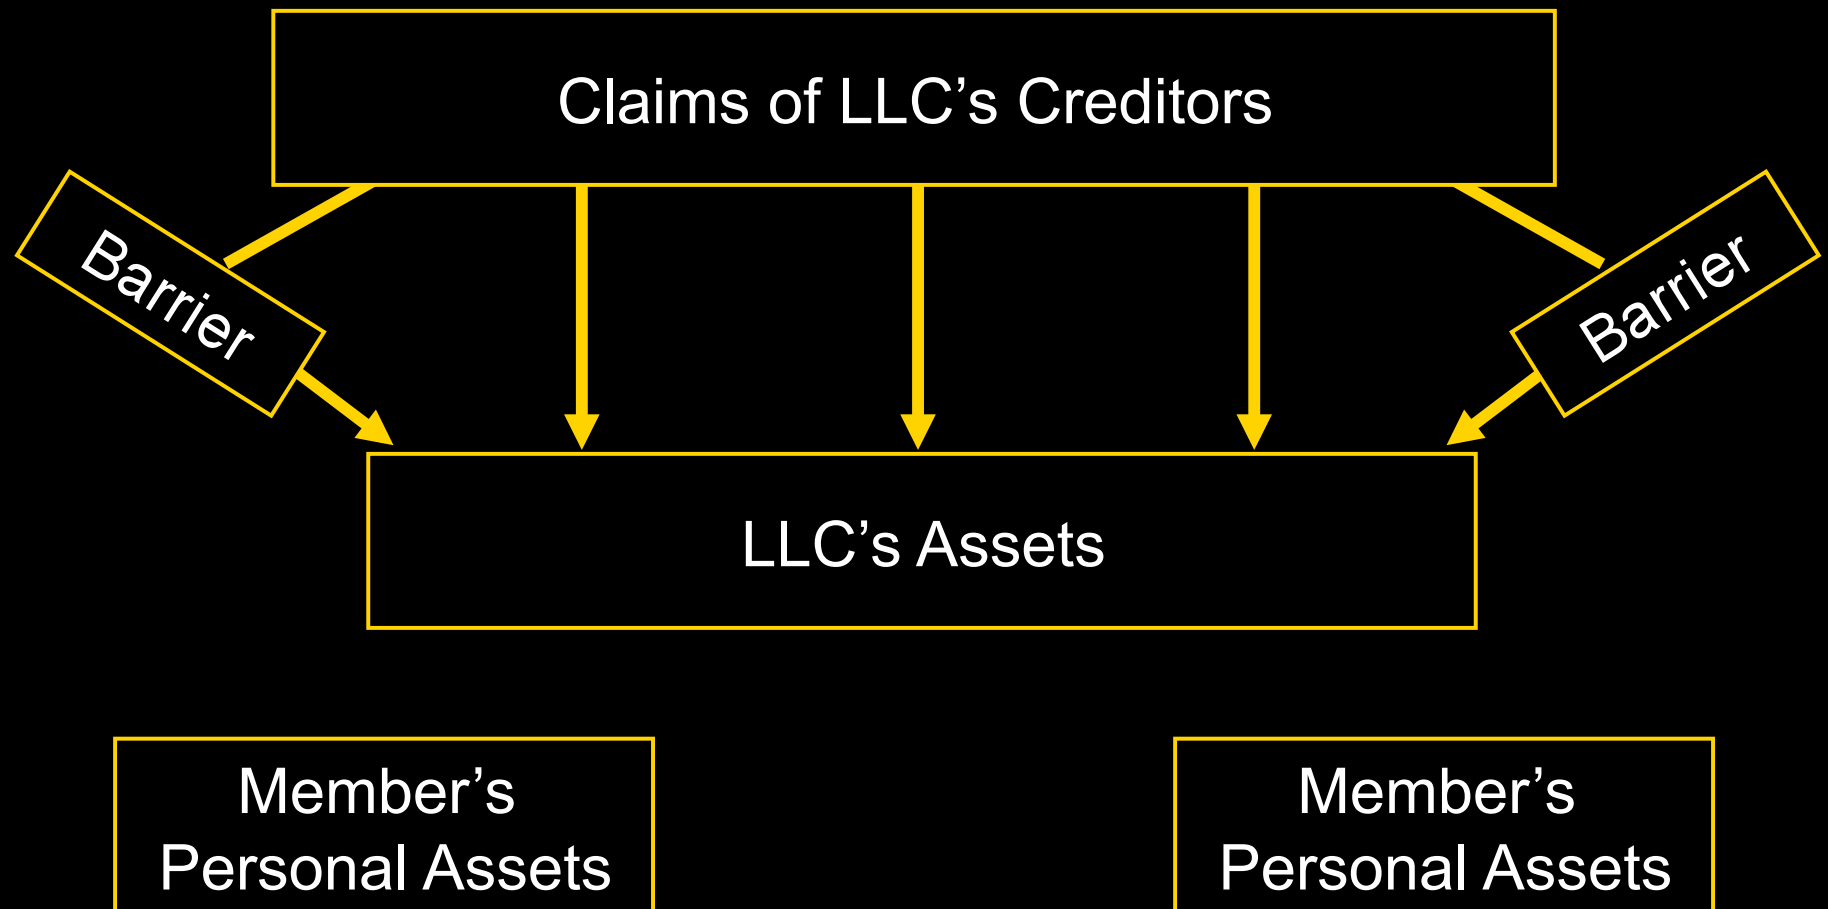 Claims of LLC’s Creditors
Barrier
Barrier
LLC’s Assets
Member’s
Personal Assets
Member’s
Personal Assets